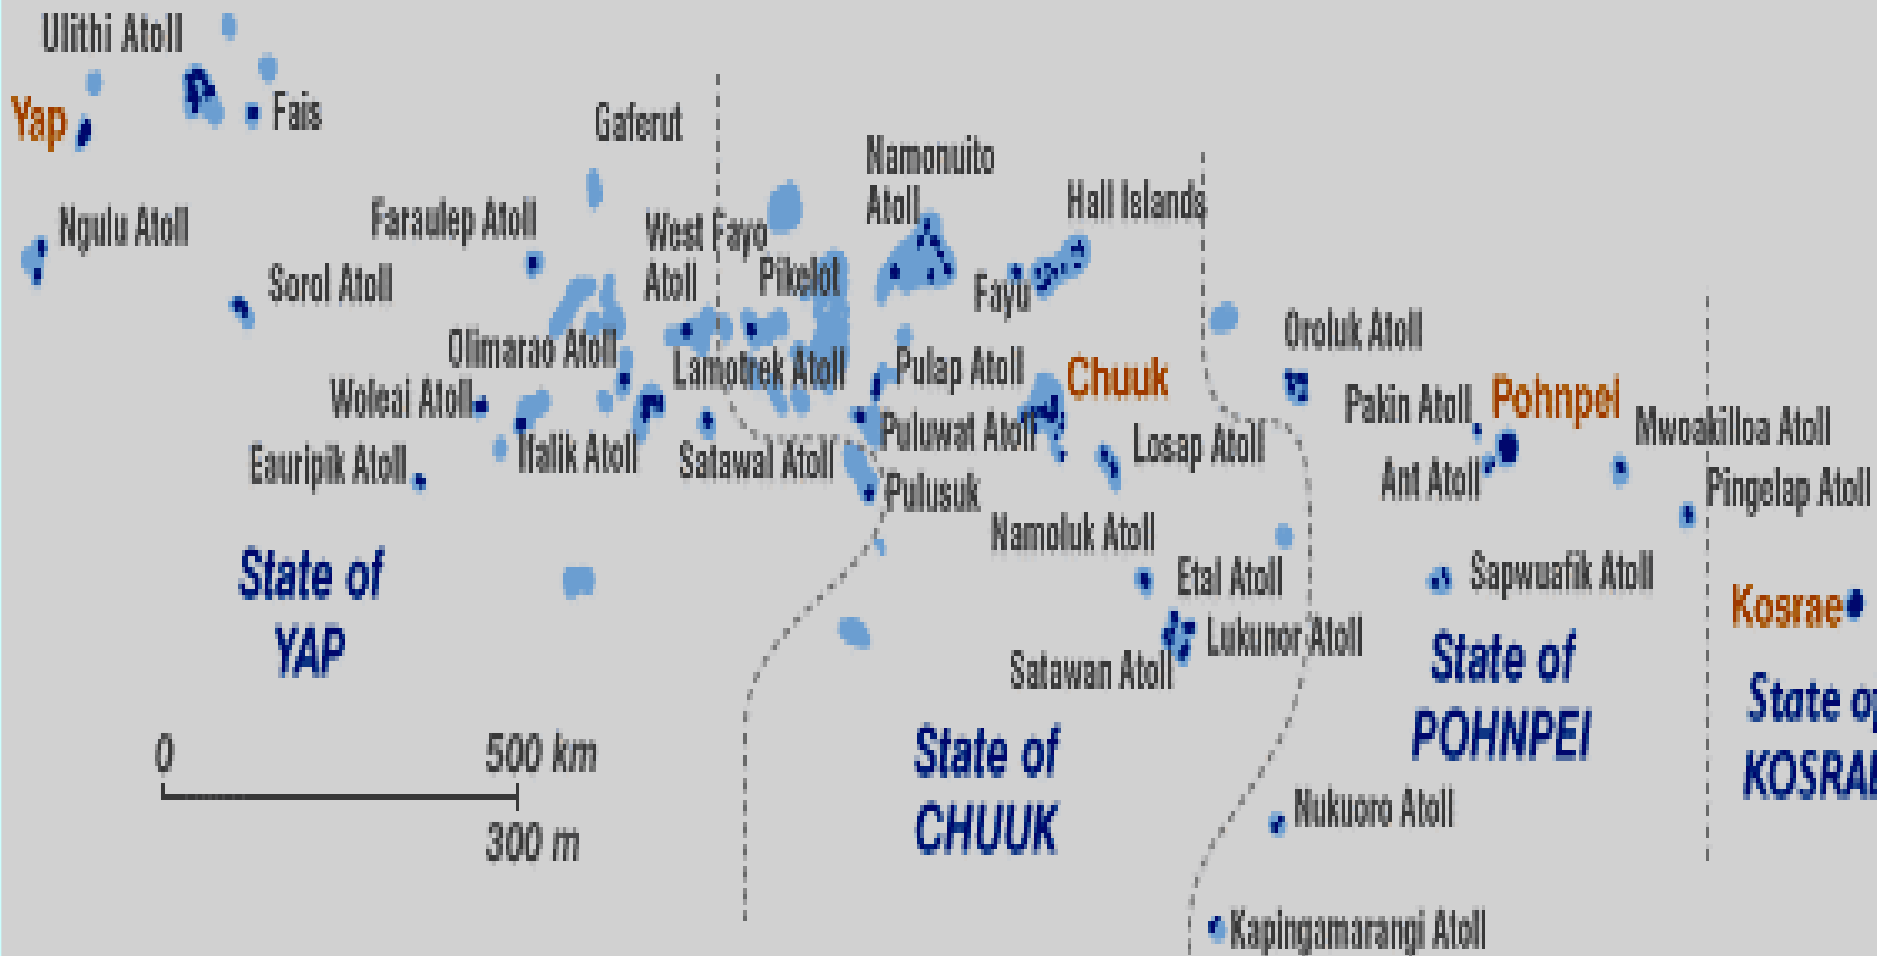 Ulithi Atoll
Yap
Fais
Gaferut
Namonuito
Atoll
Hall Islands
Ngulu Atoll
Faraulep Atoll
West Fayo
Atoll
Pikelot
Fayu
Sorol Atoll
Oroluk Atoll
Olimarao Atoll
Lamotrek Atoll
Pulap Atoll
Chuuk
Woleai Atoll
Pakin Atoll
Pohnpei
Mwoakilloa Atoll
Puluwat Atoll
Losap Atoll
Eauripik Atoll
Ifalik Atoll
Satawal Atoll
Ant Atoll
Pingelap Atoll
Pulusuk
Namoluk Atoll
Etal Atoll
Sapwuafik Atoll
State of
YAP
Kosrae
Lukunor Atoll
Satawan Atoll
State of
POHNPEI
State of
KOSRAE
State of
CHUUK
0
500 km
300 m
Nukuoro Atoll
Kapingamarangi Atoll